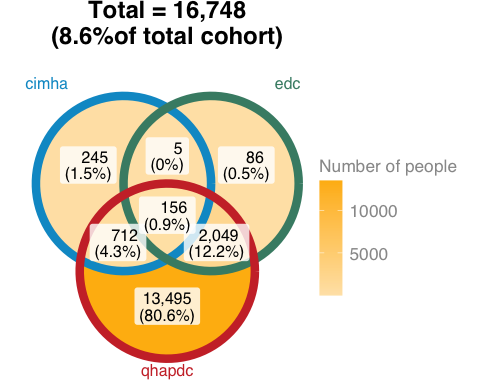 Total = 16,748
(8.6%of total cohort)
cimha
edc
245
(1.5%)
5
(0%)
86
(0.5%)
156
(0.9%)
712
(4.3%)
2,049
(12.2%)
13,495
(80.6%)
qhapdc
Number of people
10000
5000